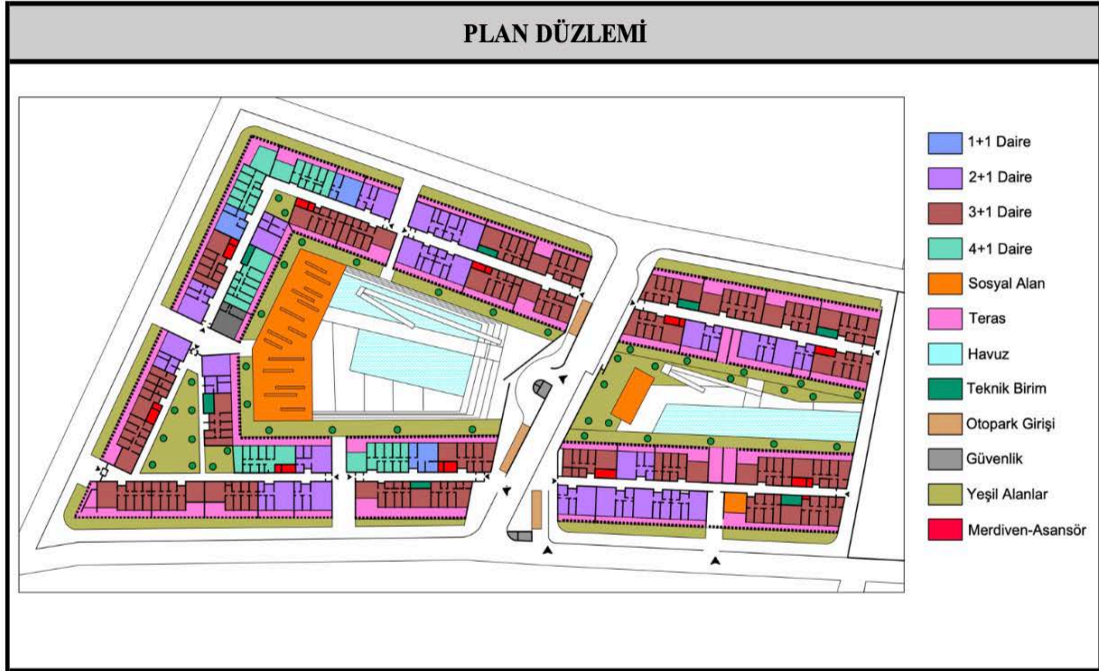 PLAN DÜZLEMİ
1+1 Daire
2+1 Daire
3+1 Daire
4+1 Daire
Sosyal Alan
Teras
Havuz
Teknik Birim
Otopark Girişi
Güvenlik
Yeşil Alanlar
Merdiven-Asansör